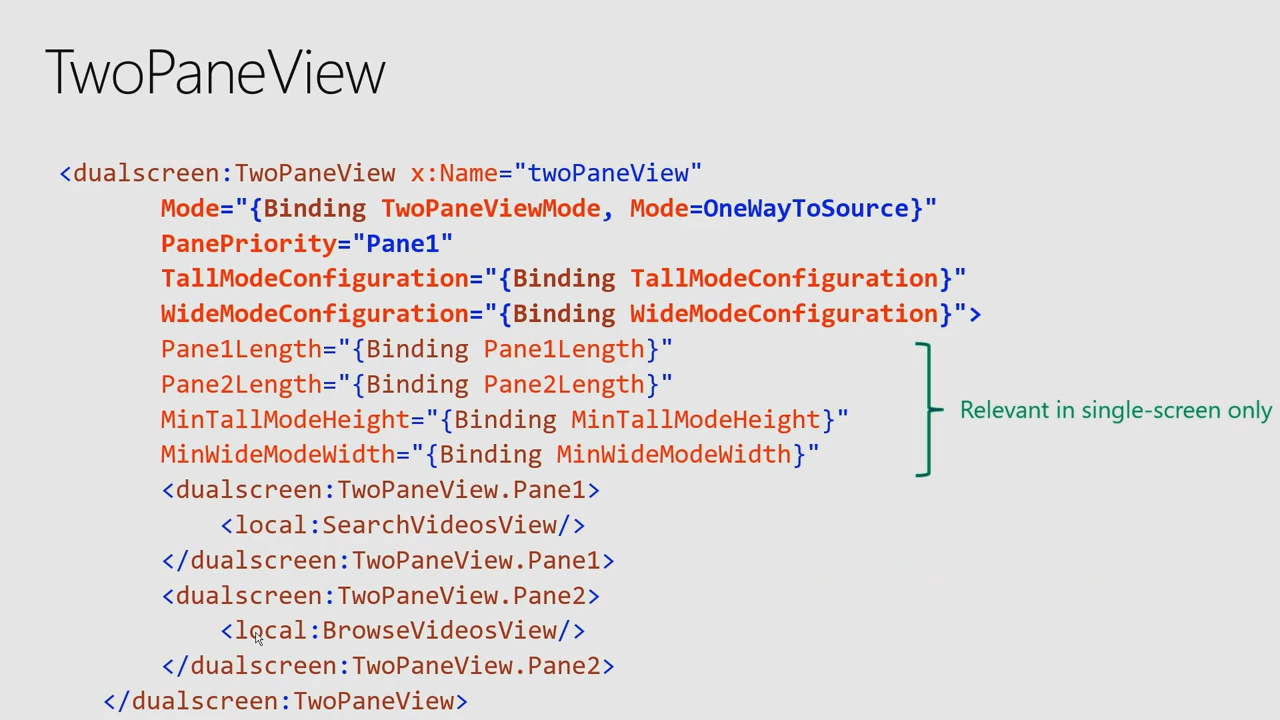 TwoPaneView
<dualscreen:TwoPaneView x:Name="twoPaneView"
Mode="{Binding TwoPaneViewMode, Mode=OneWayToSource}"
PanePriority="Pane1"
TallModeConfiguration="{Binding TallModeConfiguration}"
WideModeConfiguration="{Binding WideModeConfiguration}">
Pane1Length="{Binding Pane1Length}"
Pane2Length="{Binding Pane2Length}"
MinTallModeHeight="{Binding MinTallModeHeight}"
MinWideModeWidth="{Binding MinWideModeWidth}"
Relevant in single-screen only
<dualscreen:TwoPaneView.Pane1>
<local:SearchVideosView/>
</dualscreen:TwoPaneView.Pane1>
<dualscreen:TwoPaneView.Pane2>
<local:BrowseVideosView/>
</dualscreen:TwoPaneView.Pane2>
</dualscreen:TwoPaneView>